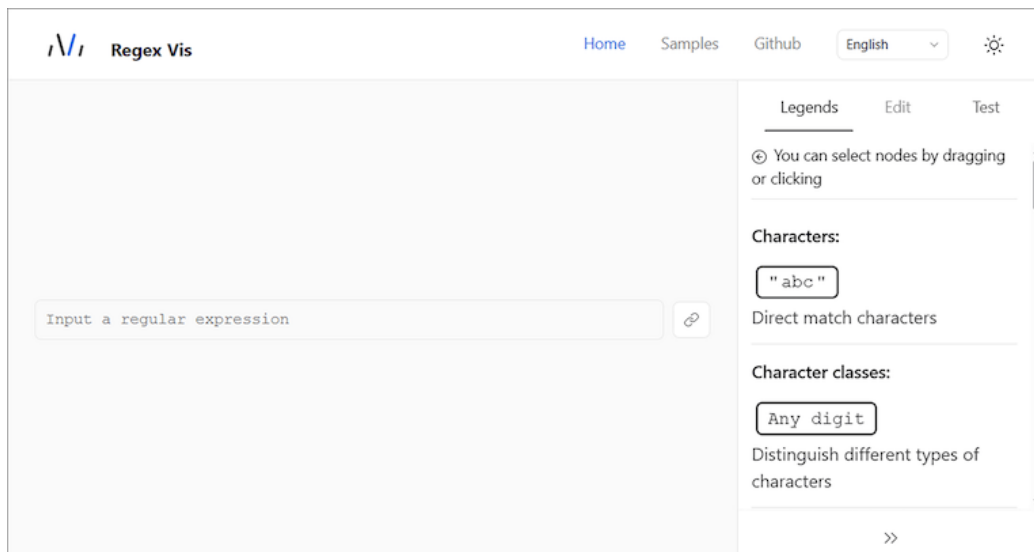 Regex Vis
Home
Samples
Github
English
Legends
Edit
Test
You can select nodes by dragging
or clicking
Characters:
"abc"
Direct match characters
Input a regular expression
Character classes:
Any digit
Distinguish different types of
characters